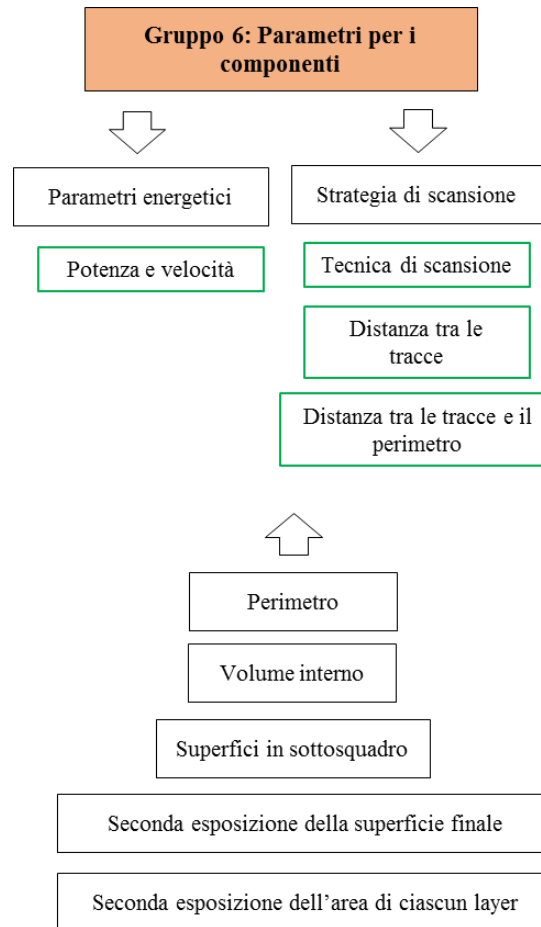 Gruppo 6: Parametri per i
componenti
Parametri energetici
Potenza e velocità
Strategia di scansione
Tecnica di scansione
Distanza tra le
tracce
Distanza tra le tracce e il
perimetro
Perimetro
Volume interno
Superfici in sottosquadro
Seconda esposizione della superficie finale
Seconda esposizione dell’area di ciascun layer